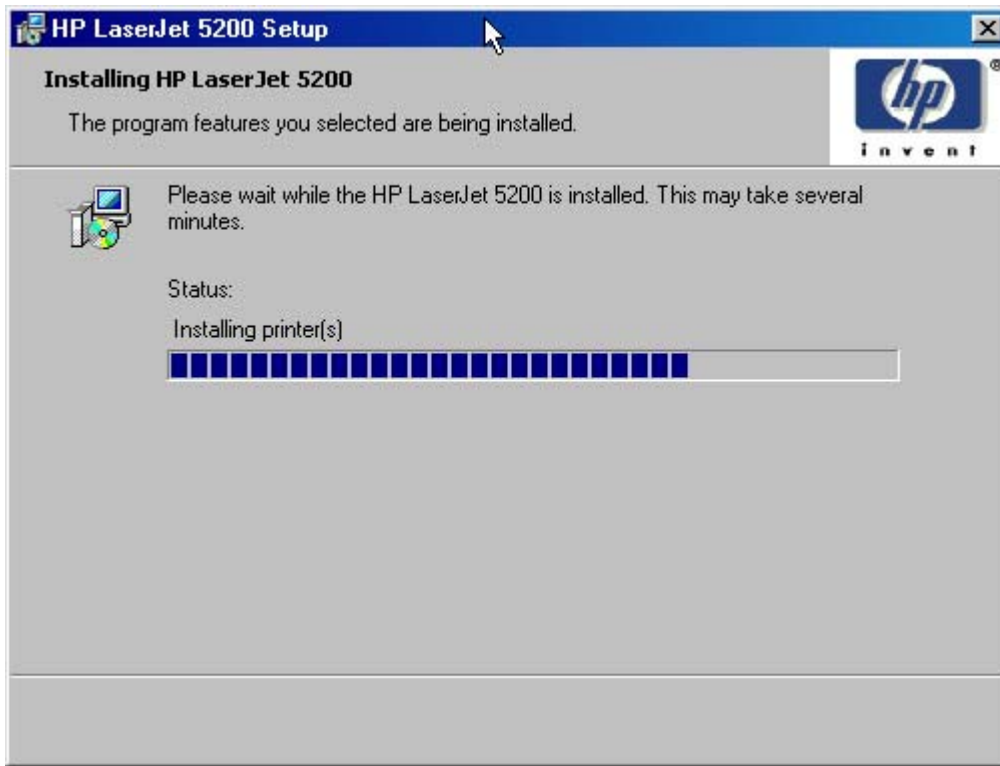 HP LaserJet 5200 Setup
Installing HP LaserJet 5200
The program features you selected are being installed.
hp
®
invent
Please wait while the HP LaserJet 5200 is installed. This may take several
minutes.
Status:
Installing printer(s)